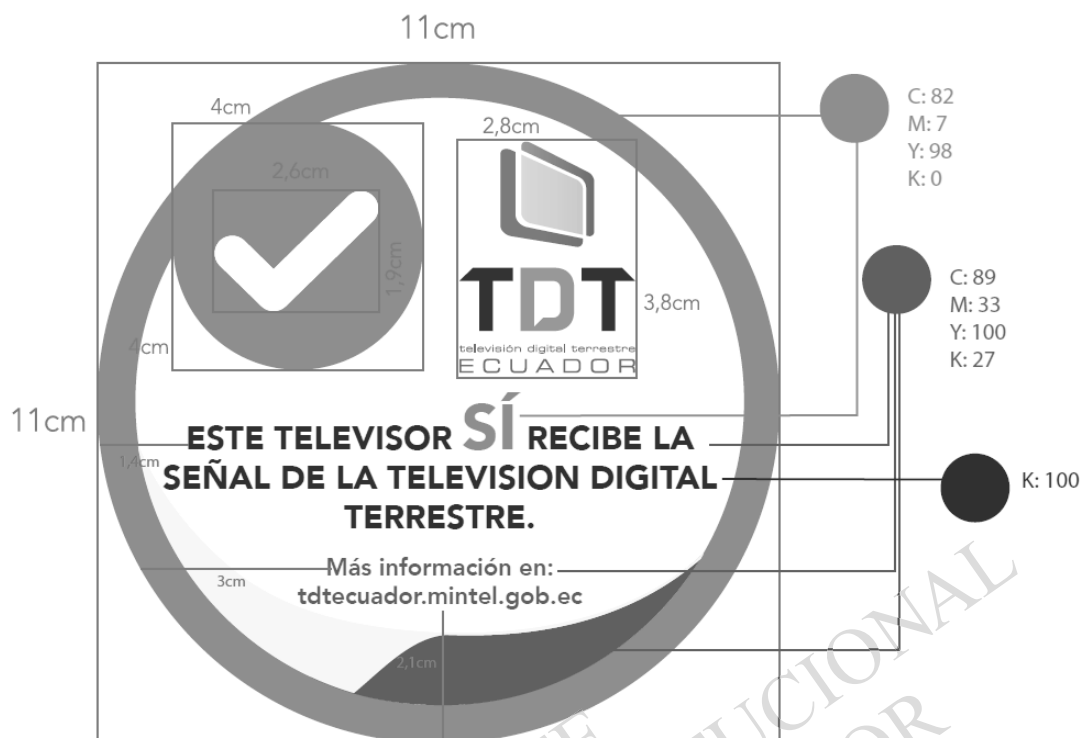 11cm
4cm
2,8cm
C: 82
M: 7
Y: 98
K: 0
2,6cm
1,9cm
TDT
3,8cm
C: 89
M: 33
Y: 100
K: 27
televisión digital terrestre
4cm
ECUADOR
11cm
ESTE TELEVISOR SÍ RECIBE LA
1,4cm
SEÑAL DE LA TELEVISION DIGITAL
K: 100
TERRESTRE.
Más información en:
3cm
tdtecuador.mintel.gob.ec
2,1cm